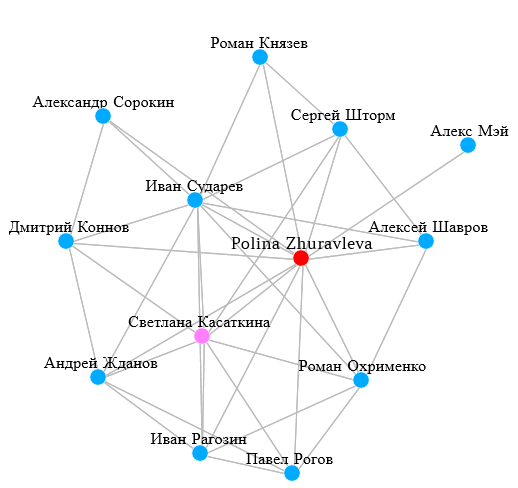 Роман Князев
Александр Сорокин
Сергей Шторм
Алекс Мэй
Иван Сударев
Дмитрий Коннов
Алексей Шавров
Polina Zhuravleva
Светлана Касаткина
Андрей Жданов
Роман Охрименко
Иван Рагозин
Павел Рогов